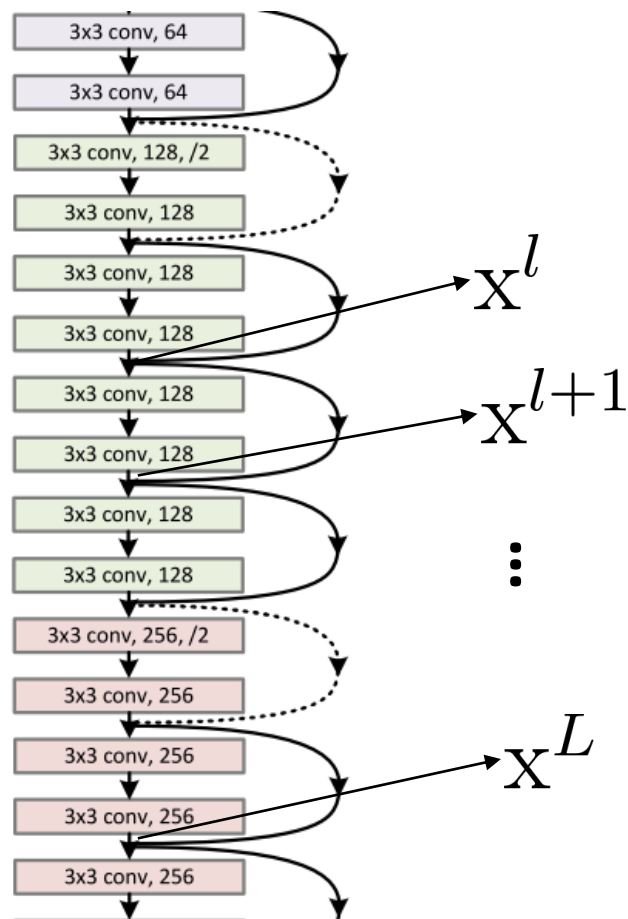 3x3 conv, 64
3x3 conv, 64
3x3 conv, 128, /2
3x3 conv, 128
3x3 conv, 128
x^l
3x3 conv, 128
3x3 conv, 128
x^{l+1}
3x3 conv, 128
3x3 conv, 128
3x3 conv, 128
3x3 conv, 256, /2
3x3 conv, 256
3x3 conv, 256
x^L
3x3 conv, 256
3x3 conv, 256